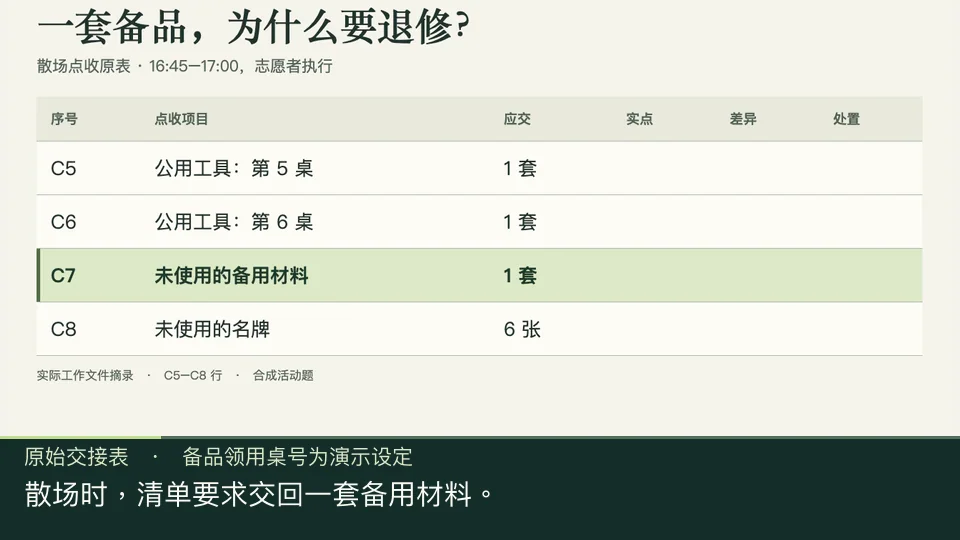 一套备品，为什么要退修？
散场点收原表 · 16:45—17:00，志愿者执行
序号 点收项目 应交 实点 差异 处置
C5 公用工具：第 5 桌 1 套
C6 公用工具：第 6 桌 1 套
C7 未使用的备用材料 1 套
C8 未使用的名牌 6 张
实际工作文件摘录 · C5—C8 行 · 合成活动题
原始交接表 · 备品领用桌号为演示设定
散场时，清单要求交回一套备用材料。